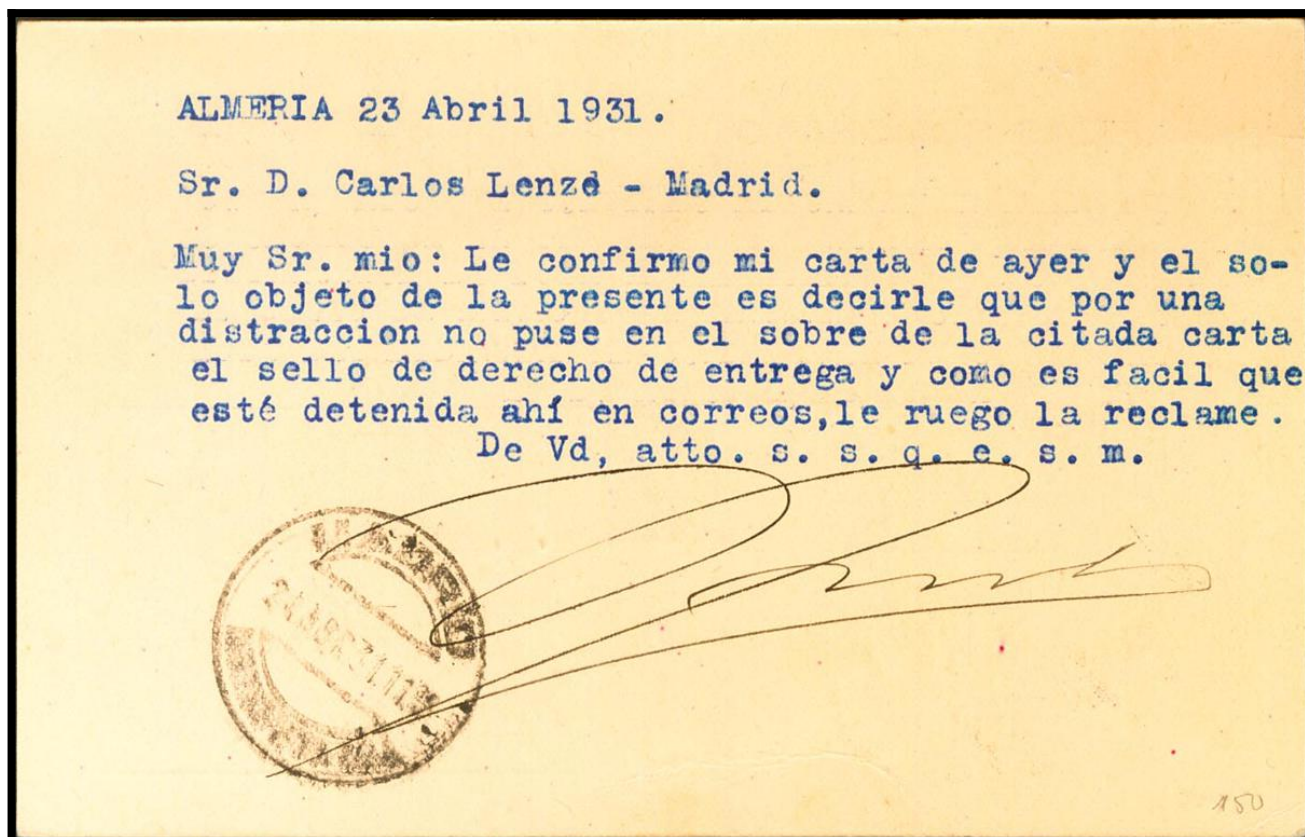 ALMERIA 23 Abril 1931.
Sr. D. Carlos Lenzé - Madrid.
Muy Sr. mio: Le confirmo mi carta de ayer y el so-
lo objeto de la presente es decirle que por una
distraccion no puse en el sobre de la citada carta
el sello de derecho de entrega y como es facil que
esté detenida ahí en correos,le ruego la reclame.
De Vd, atto. s. s. q. e. s. m.
24 ABR 31
150